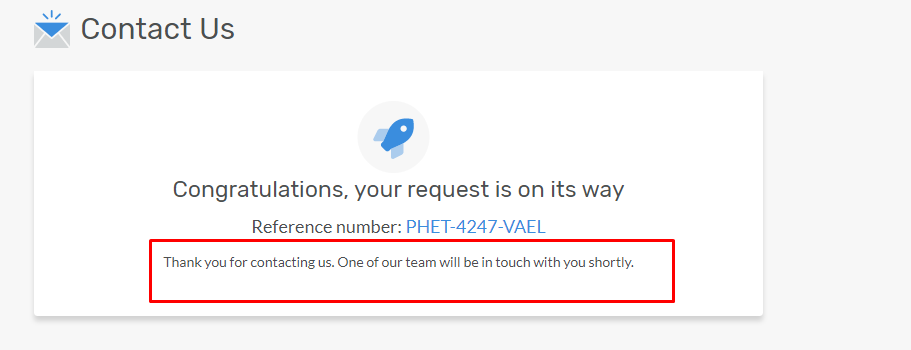 Contact Us
Congratulations, your request is on its way
Reference number: PHET-4247-VAEL
Thank you for contacting us. One of our team will be in touch with you shortly.